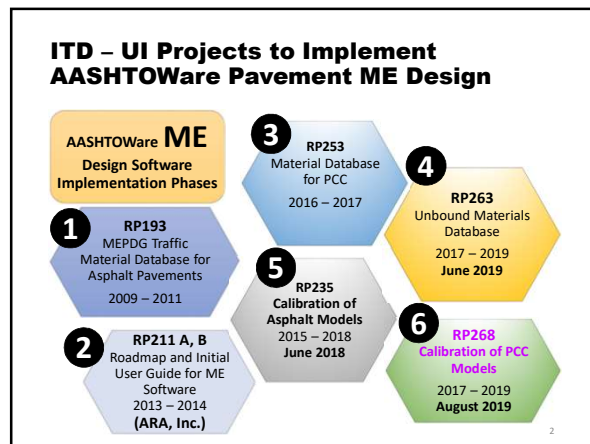 ITD – UI Projects to Implement
AASHTOWare Pavement ME Design
AASHTOWare ME
Design Software
Implementation Phases
1
RP193
MEPDG Traffic
Material Database for
Asphalt Pavements
2009 – 2011
2
RP211 A, B
Roadmap and Initial
User Guide for ME
Software
2013 – 2014
(ARA, Inc.)
3
RP253
Material Database
for PCC
2016 – 2017
4
RP263
Unbound Materials
Database
2017 – 2019
June 2019
5
RP235
Calibration of
Asphalt Models
2015 – 2018
June 2018
6
RP268
Calibration of PCC
Models
2017 – 2019
August 2019
2